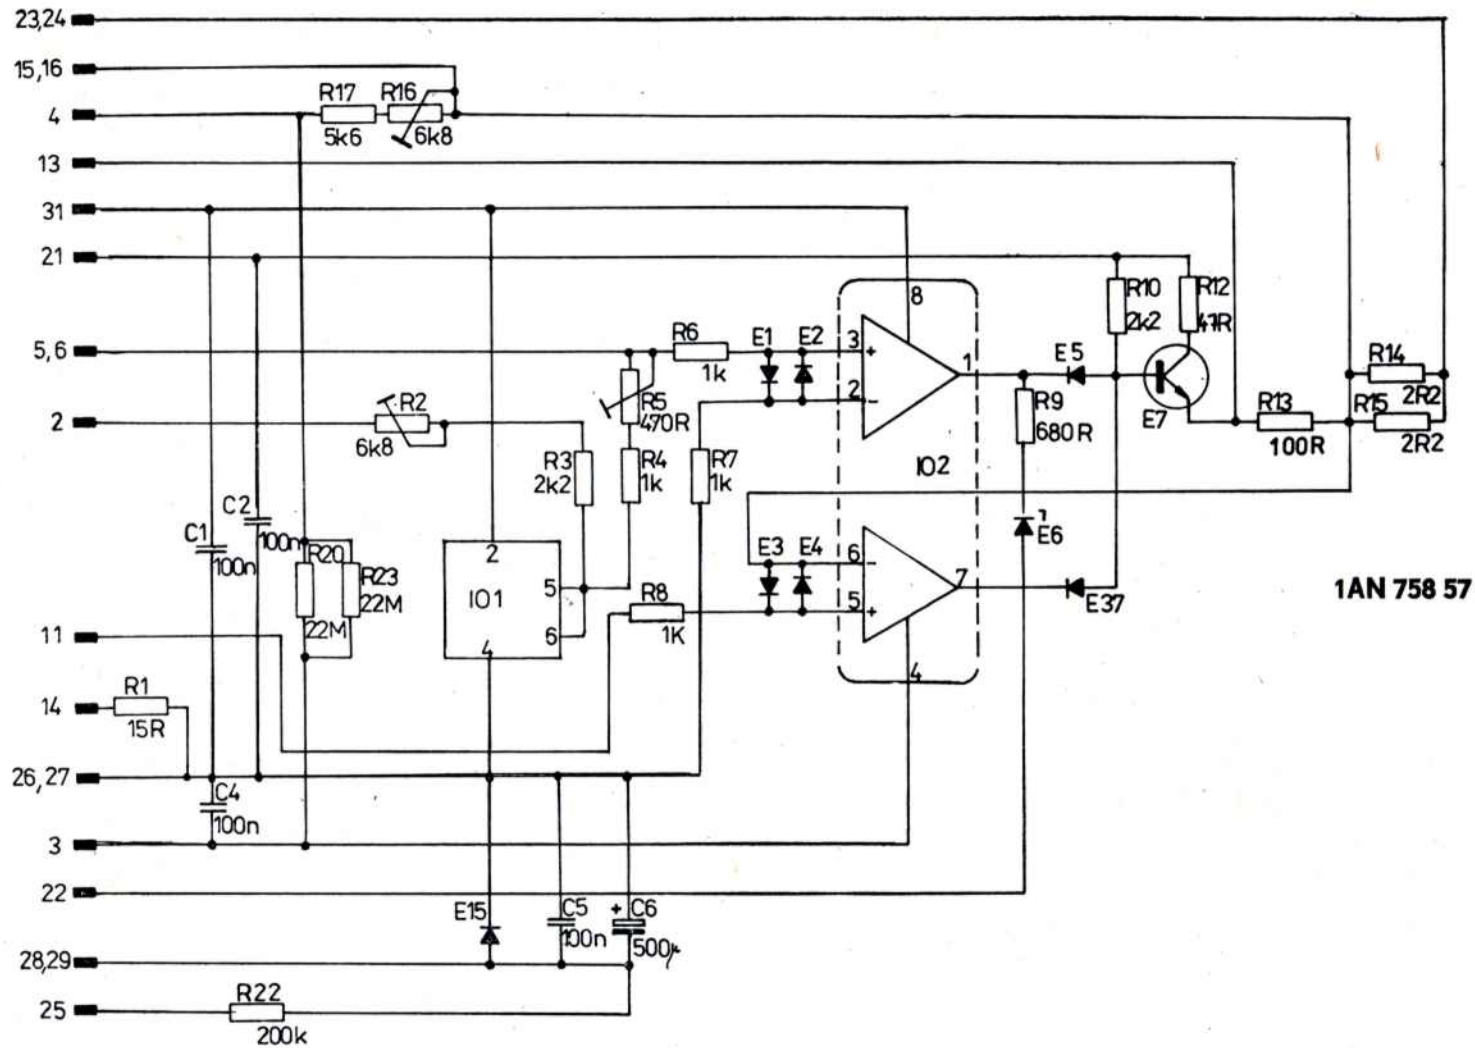 23,24
15,16
R17
R16
4
5k6
6k8
13
31
21
8
R10
2k2
R12
47R
5,6
R6
1k
E1
E2
3
+
1
2
-
E5
R14
2R2
R5
470R
R9
680R
E7
R13
100R
R15
2R2
2
R2
6k8
R3
2k2
R4
1k
R7
1k
IO2
C1
100n
C2
100n
R20
22M
R23
22M
2
IO1
5
6
4
E3
E4
6
-
5
+
7
E6
E37
1AN 758 57
R8
1K
11
4
R1
14
15R
26,27
C4
100n
3
22
E15
C5
100n
+
C6
500µ
28,29
25
R22
200k